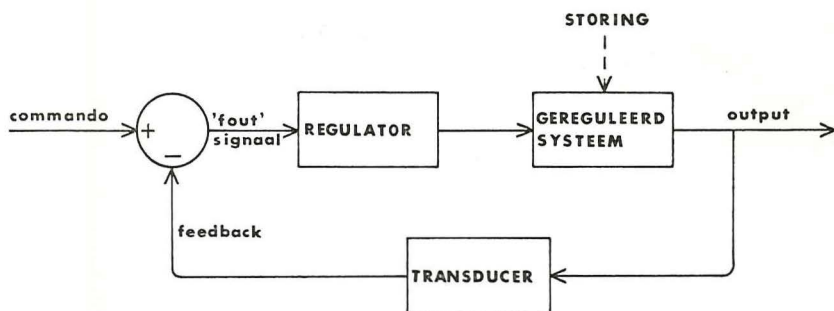 STORING
commando
+
−
'fout'
signaal
REGULATOR
GEREGULEERD
SYSTEEM
output
feedback
TRANSDUCER